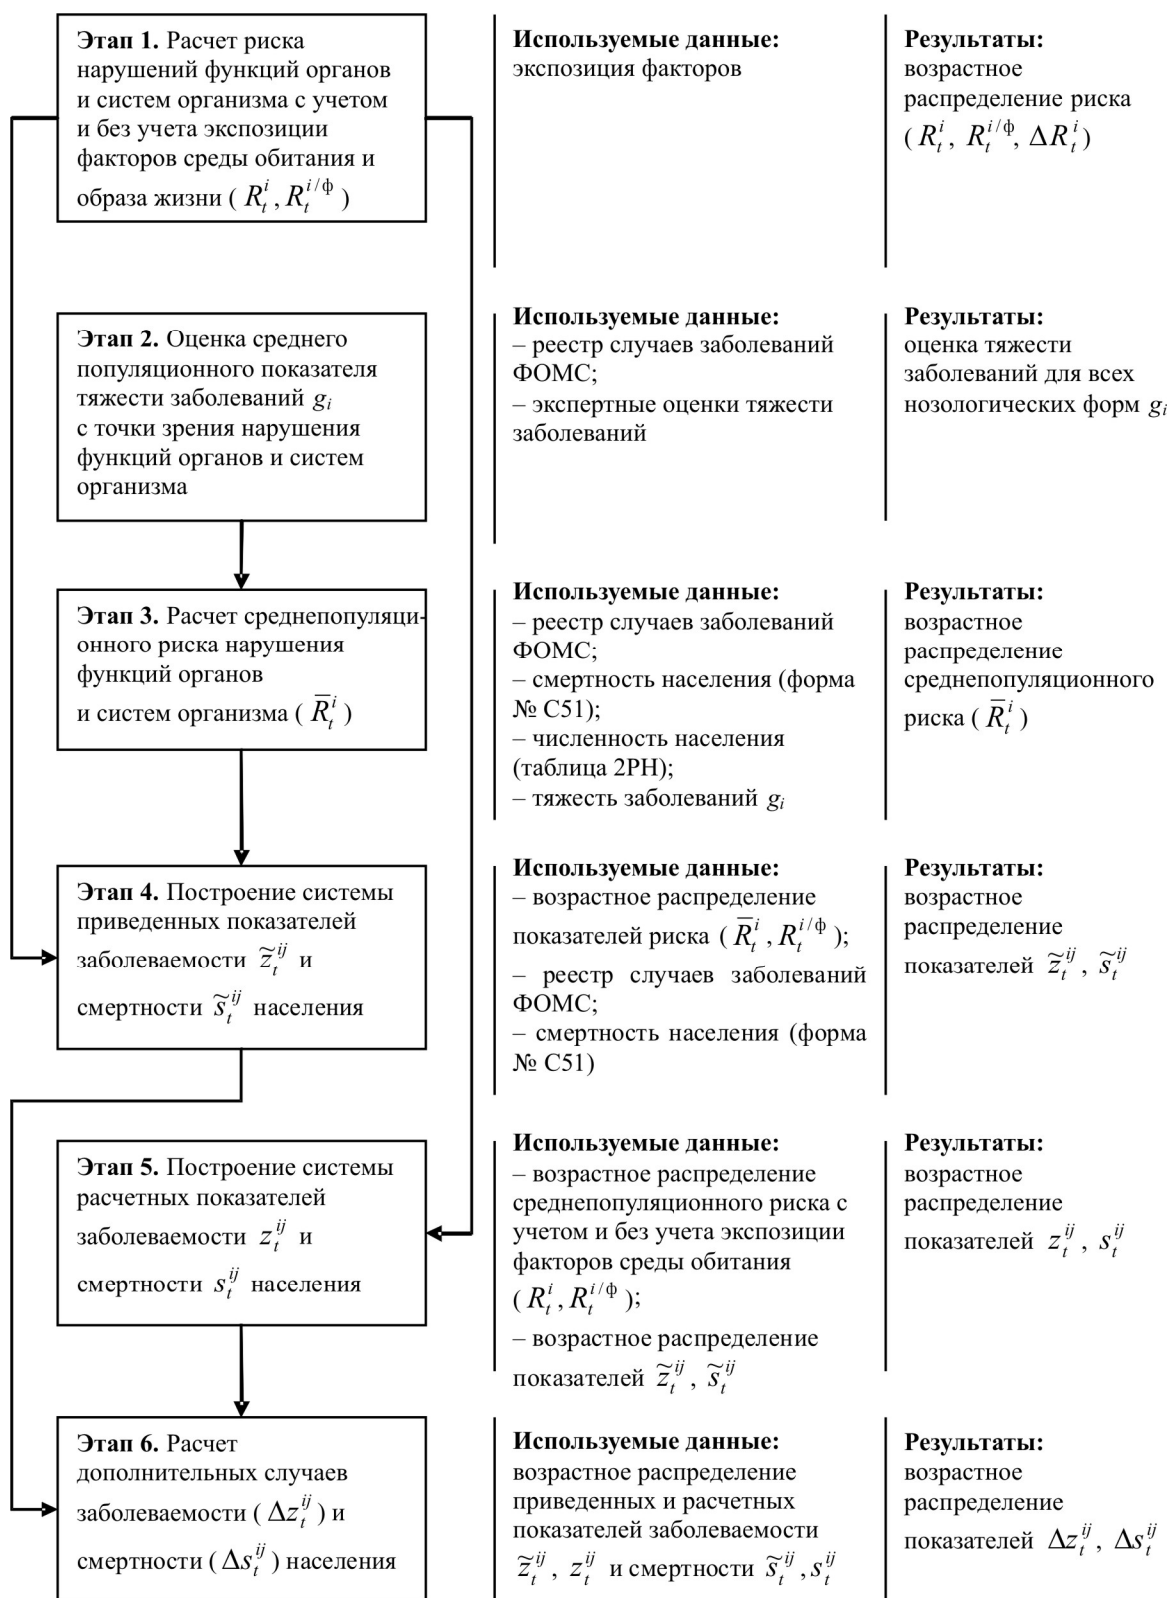 Этап 1. Расчет риска
нарушений функций органов
и систем организма с учетом
и без учета экспозиции
факторов среды обитания и
образа жизни ( R_t^i , R_t^{i/ф} )
Используемые данные:
экспозиция факторов
Результаты:
возрастное
распределение риска
( R_t^i, R_t^{i/ф}, ΔR_t^i )
Этап 2. Оценка среднего
популяционного показателя
тяжести заболеваний g_i
с точки зрения нарушения
функций органов и систем
организма
Используемые данные:
– реестр случаев заболеваний
ФОМС;
– экспертные оценки тяжести
заболеваний
Результаты:
оценка тяжести
заболеваний для всех
нозологических форм g_i
Этап 3. Расчет среднепопуляци-
онного риска нарушения
функций органов
и систем организма ( R̅_t^i )
Используемые данные:
– реестр случаев заболеваний
ФОМС;
– смертность населения (форма
№ С51);
– численность населения
(таблица 2РН);
– тяжесть заболеваний g_i
Результаты:
возрастное
распределение
среднепопуляционного
риска ( R̅_t^i )
Этап 4. Построение системы
приведенных показателей
заболеваемости z̃_t^{ij} и
смертности s̃_t^{ij} населения
Используемые данные:
– возрастное распределение
показателей риска ( R̅_t^i , R_t^{i/ф} );
– реестр случаев заболеваний
ФОМС;
– смертность населения (форма
№ С51)
Результаты:
возрастное
распределение
показателей z̃_t^{ij} , s̃_t^{ij}
Этап 5. Построение системы
расчетных показателей
заболеваемости z_t^{ij} и
смертности s_t^{ij} населения
Используемые данные:
– возрастное распределение
среднепопуляционного риска с
учетом и без учета экспозиции
факторов среды обитания
( R_t^i , R_t^{i/ф} );
– возрастное распределение
показателей z̃_t^{ij} , s̃_t^{ij}
Результаты:
возрастное
распределение
показателей z_t^{ij} , s_t^{ij}
Этап 6. Расчет
дополнительных случаев
заболеваемости ( Δz_t^{ij} ) и
смертности ( Δs_t^{ij} ) населения
Используемые данные:
возрастное распределение
приведенных и расчетных
показателей заболеваемости
z̃_t^{ij} , z_t^{ij} и смертности s̃_t^{ij} , s_t^{ij}
Результаты:
возрастное
распределение
показателей Δz_t^{ij} , Δs_t^{ij}